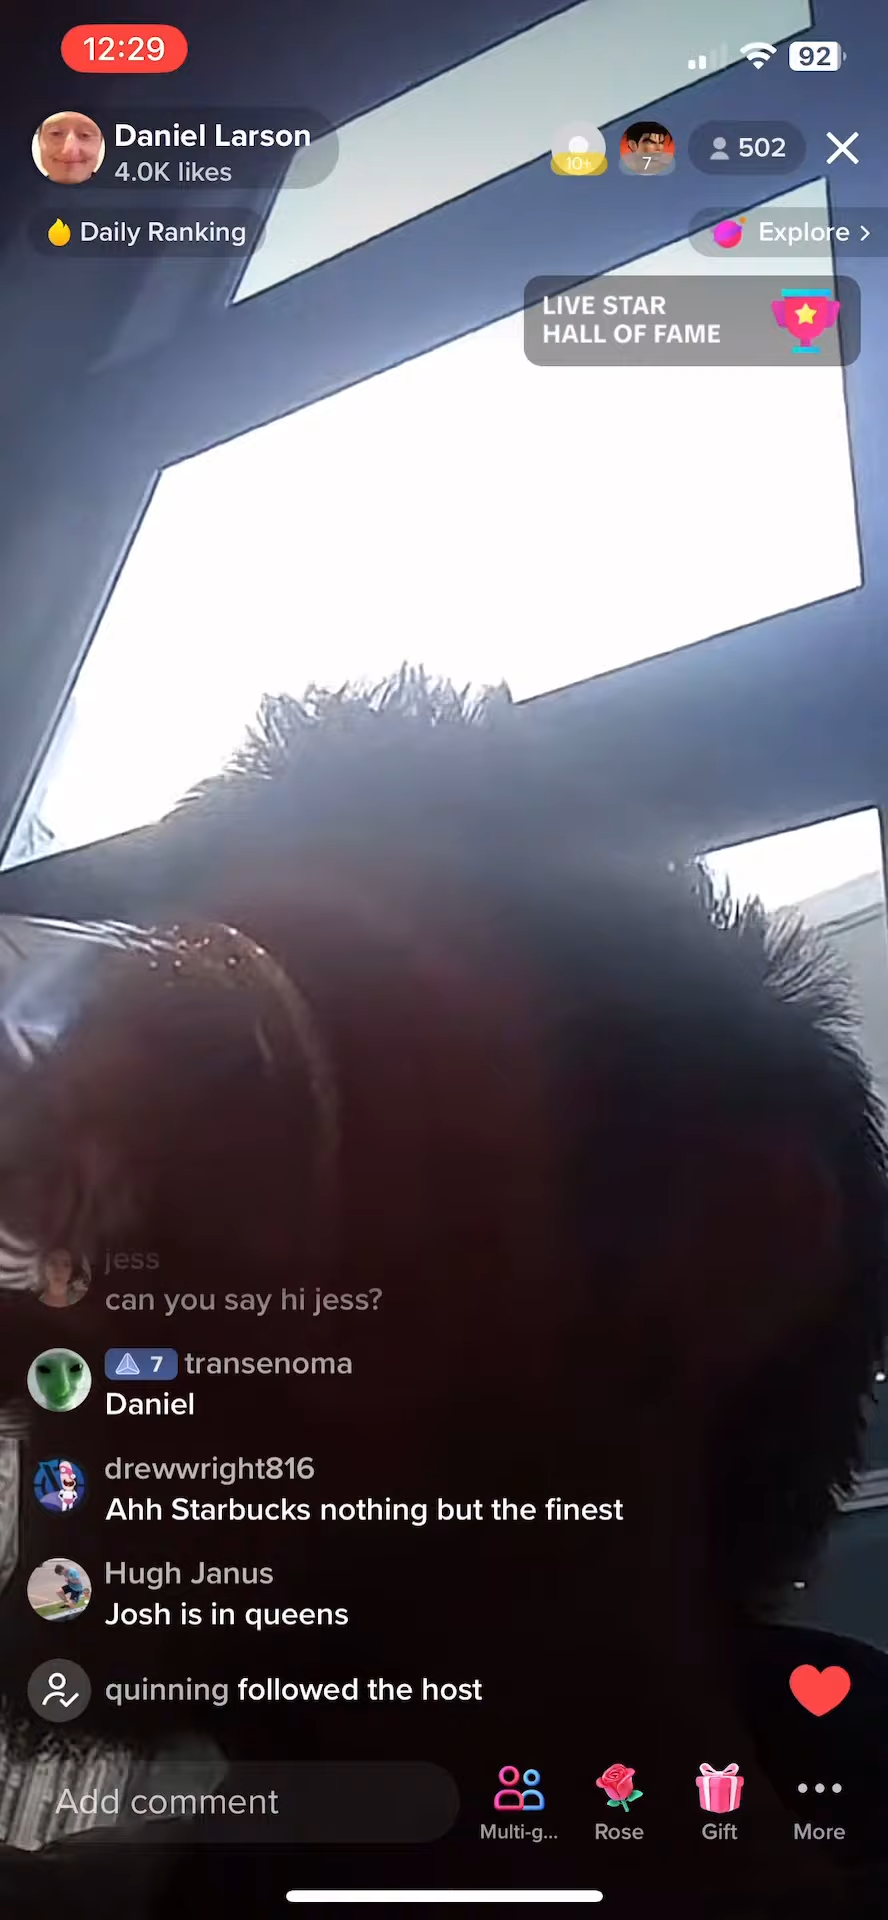 12:29
92
Daniel Larson
4.0K likes
10+
7
502
Daily Ranking
Explore >
LIVE STAR
HALL OF FAME
jess
can you say hi jess?
7 transenoma
Daniel
drewwright816
Ahh Starbucks nothing but the finest
Hugh Janus
Josh is in queens
quinning followed the host
Add comment
Multi-g...
Rose
Gift
More